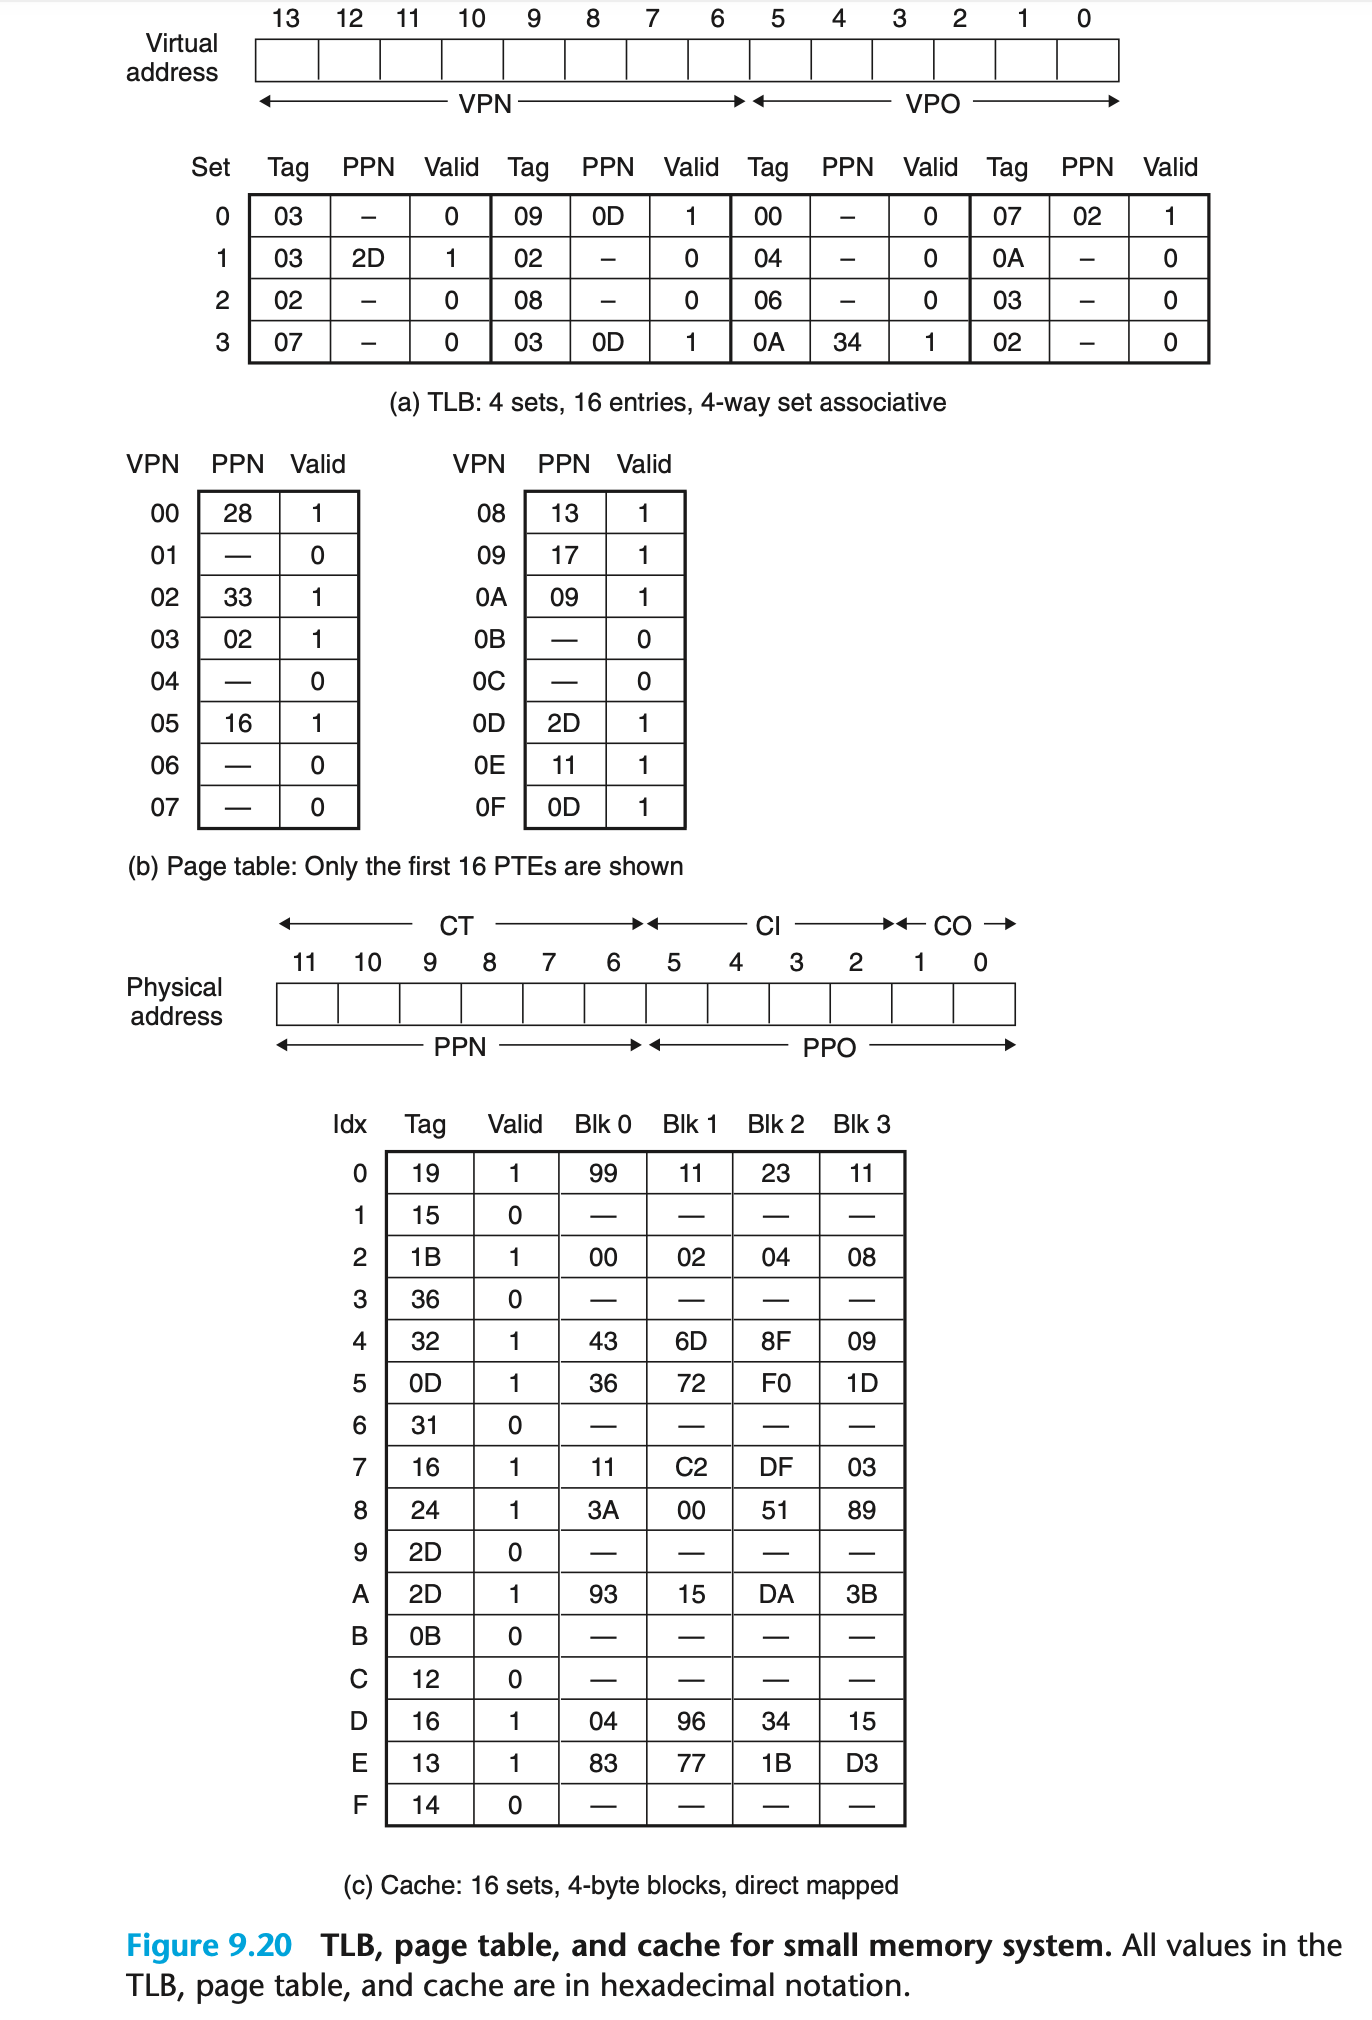 13 12 11 10 9 8 7 6 5 4 3 2 1 0
Virtual
address
VPN VPO
Set Tag PPN Valid Tag PPN Valid Tag PPN Valid Tag PPN Valid
0 03 – 0 09 0D 1 00 – 0 07 02 1
1 03 2D 1 02 – 0 04 – 0 0A – 0
2 02 – 0 08 – 0 06 – 0 03 – 0
3 07 – 0 03 0D 1 0A 34 1 02 – 0
(a) TLB: 4 sets, 16 entries, 4-way set associative
VPN PPN Valid VPN PPN Valid
00 28 1 08 13 1
01 — 0 09 17 1
02 33 1 0A 09 1
03 02 1 0B — 0
04 — 0 0C — 0
05 16 1 0D 2D 1
06 — 0 0E 11 1
07 — 0 0F 0D 1
(b) Page table: Only the first 16 PTEs are shown
CT CI CO
11 10 9 8 7 6 5 4 3 2 1 0
Physical
address
PPN PPO
Idx Tag Valid Blk 0 Blk 1 Blk 2 Blk 3
0 19 1 99 11 23 11
1 15 0 — — — —
2 1B 1 00 02 04 08
3 36 0 — — — —
4 32 1 43 6D 8F 09
5 0D 1 36 72 F0 1D
6 31 0 — — — —
7 16 1 11 C2 DF 03
8 24 1 3A 00 51 89
9 2D 0 — — — —
A 2D 1 93 15 DA 3B
B 0B 0 — — — —
C 12 0 — — — —
D 16 1 04 96 34 15
E 13 1 83 77 1B D3
F 14 0 — — — —
(c) Cache: 16 sets, 4-byte blocks, direct mapped
Figure 9.20 TLB, page table, and cache for small memory system. All values in the
TLB, page table, and cache are in hexadecimal notation.